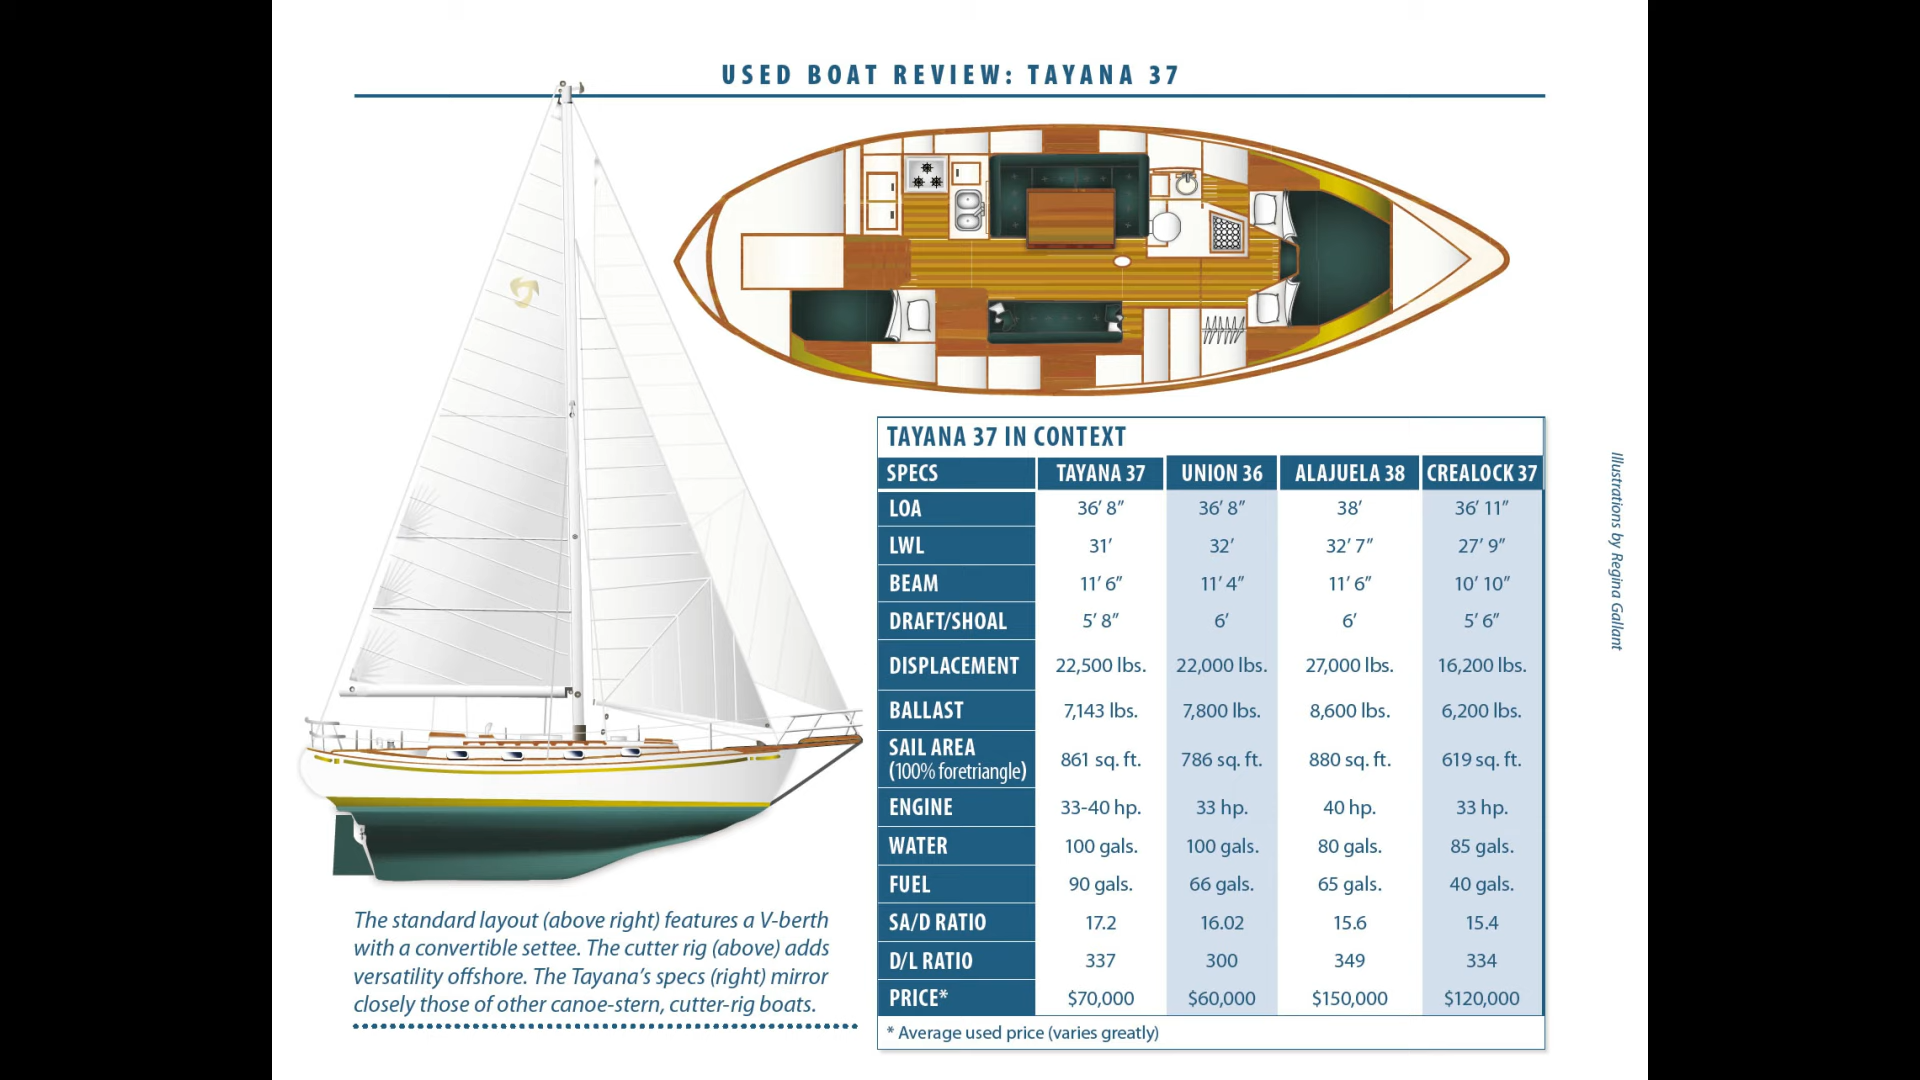 USED BOAT REVIEW: TAYANA 37
TAYANA 37 IN CONTEXT
SPECS TAYANA 37 UNION 36 ALAJUELA 38 CREALOCK 37
LOA 36’ 8” 36’ 8” 38’ 36’ 11”
LWL 31’ 32’ 32’ 7” 27’ 9”
BEAM 11’ 6” 11’ 4” 11’ 6” 10’ 10”
DRAFT/SHOAL 5’ 8” 6’ 6’ 5’ 6”
DISPLACEMENT 22,500 lbs. 22,000 lbs. 27,000 lbs. 16,200 lbs.
BALLAST 7,143 lbs. 7,800 lbs. 8,600 lbs. 6,200 lbs.
SAIL AREA
(100% foretriangle) 861 sq. ft. 786 sq. ft. 880 sq. ft. 619 sq. ft.
ENGINE 33-40 hp. 33 hp. 40 hp. 33 hp.
WATER 100 gals. 100 gals. 80 gals. 85 gals.
FUEL 90 gals. 66 gals. 65 gals. 40 gals.
SA/D RATIO 17.2 16.02 15.6 15.4
D/L RATIO 337 300 349 334
PRICE* $70,000 $60,000 $150,000 $120,000
* Average used price (varies greatly)
The standard layout (above right) features a V-berth
with a convertible settee. The cutter rig (above) adds
versatility offshore. The Tayana’s specs (right) mirror
closely those of other canoe-stern, cutter-rig boats.
Illustrations by Regina Gallant